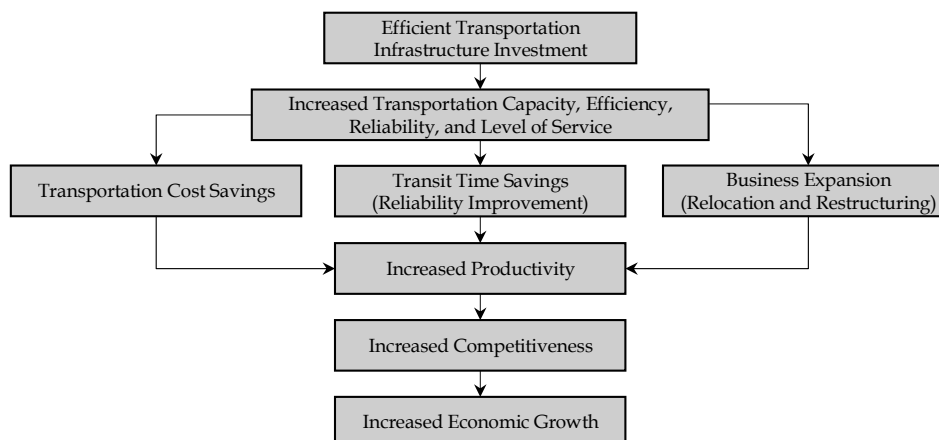 Efficient Transportation
Infrastructure Investment
Increased Transportation Capacity, Efficiency,
Reliability, and Level of Service
Transportation Cost Savings
Transit Time Savings
(Reliability Improvement)
Business Expansion
(Relocation and Restructuring)
Increased Productivity
Increased Competitiveness
Increased Economic Growth